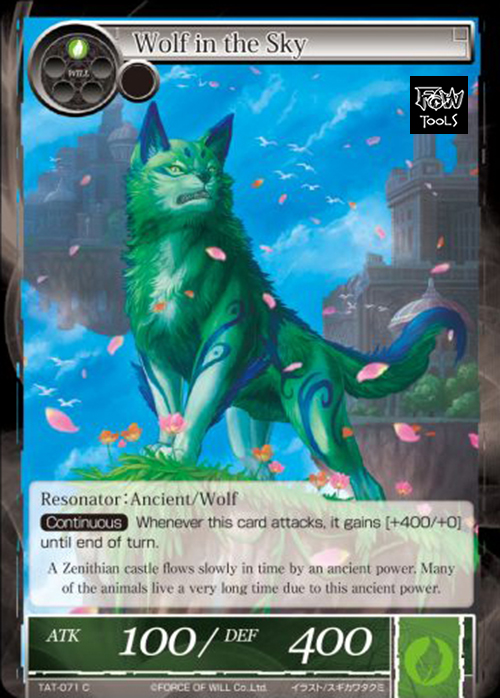 Wolf in the Sky
WILL
FOW
TOOLS
Resonator : Ancient/Wolf
Continuous Whenever this card attacks, it gains [+400/+0]
until end of turn.
A Zenithian castle flows slowly in time by an ancient power. Many
of the animals live a very long time due to this ancient power.
ATK 100/ DEF 400
TAT-071 C ©FORCE OF WILL Co.,Ltd. イラスト/スギカワタクミ